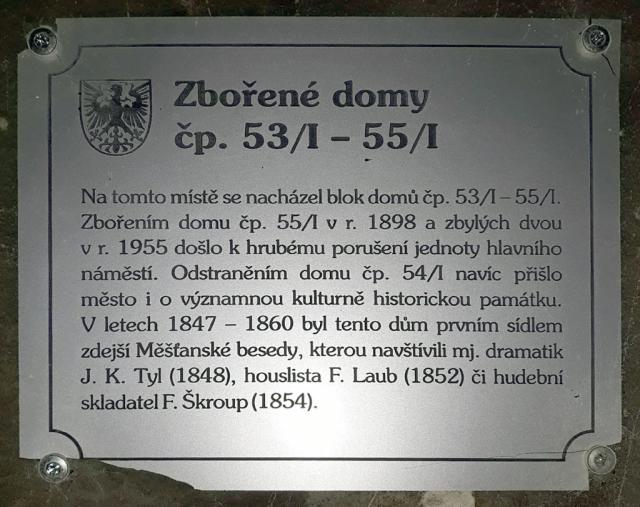 Zbořené domy
čp. 53/I – 55/I
Na tomto místě se nacházel blok domů čp. 53/I – 55/I.
Zbořením domu čp. 55/I v r. 1898 a zbylých dvou
v r. 1955 došlo k hrubému porušení jednoty hlavního
náměstí. Odstraněním domu čp. 54/I navíc přišlo
město i o významnou kulturně historickou památku.
V letech 1847 – 1860 byl tento dům prvním sídlem
zdejší Měšťanské besedy, kterou navštívili mj. dramatik
J. K. Tyl (1848), houslista F. Laub (1852) či hudební
skladatel F. Škroup (1854).